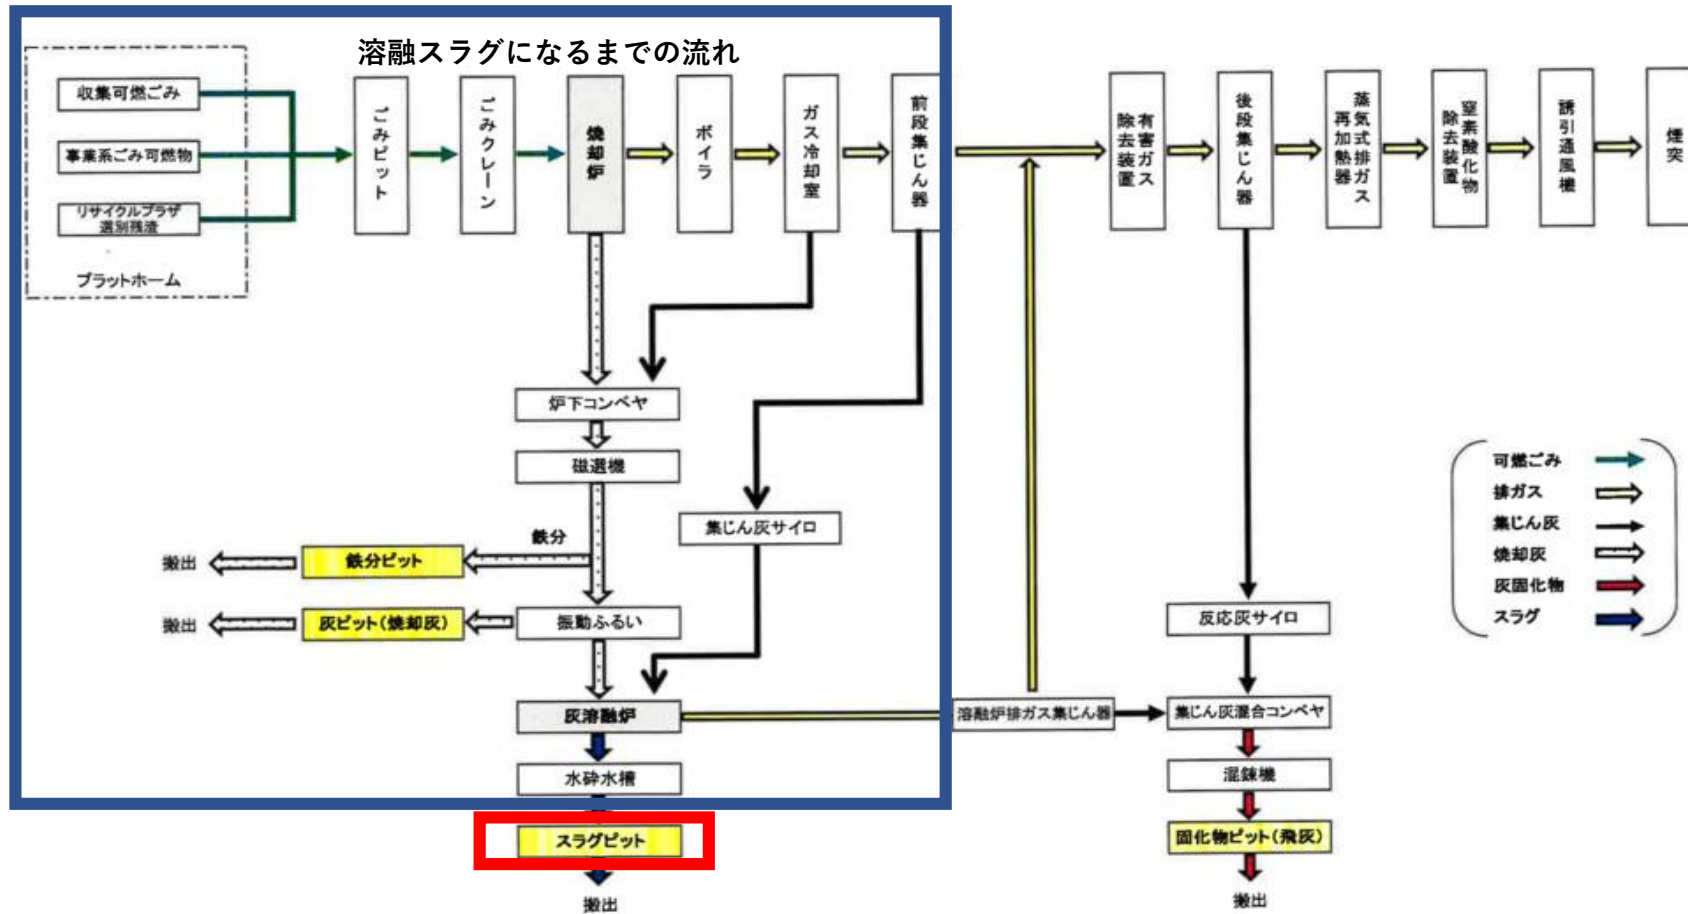 溶融スラグになるまでの流れ
収集可燃ごみ
事業系ごみ可燃物
リサイクルプラザ
選別残渣
プラットホーム
ごみピット
ごみクレーン
焼却炉
ボイラ
ガス冷却室
前段集じん器
有害ガス
除去装置
後段集じん器
蒸気式排ガス
再加熱器
窒素酸化物
除去装置
誘引通風機
煙突
炉下コンベヤ
磁選機
鉄分
搬出
鉄分ピット
集じん灰サイロ
搬出
灰ピット(焼却灰)
振動ふるい
反応灰サイロ
灰溶融炉
溶融炉排ガス集じん器
集じん灰混合コンベヤ
水砕水槽
混錬機
スラグピット
固化物ピット(飛灰)
搬出
搬出
可燃ごみ
排ガス
集じん灰
焼却灰
灰固化物
スラグ